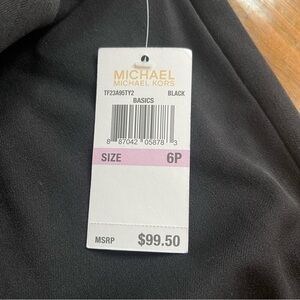 MICHAEL
MICHAEL KORS
TF23A95TY2 BLACK
BASICS
8 87042 05878 3
SIZE 6P
MSRP $99.50